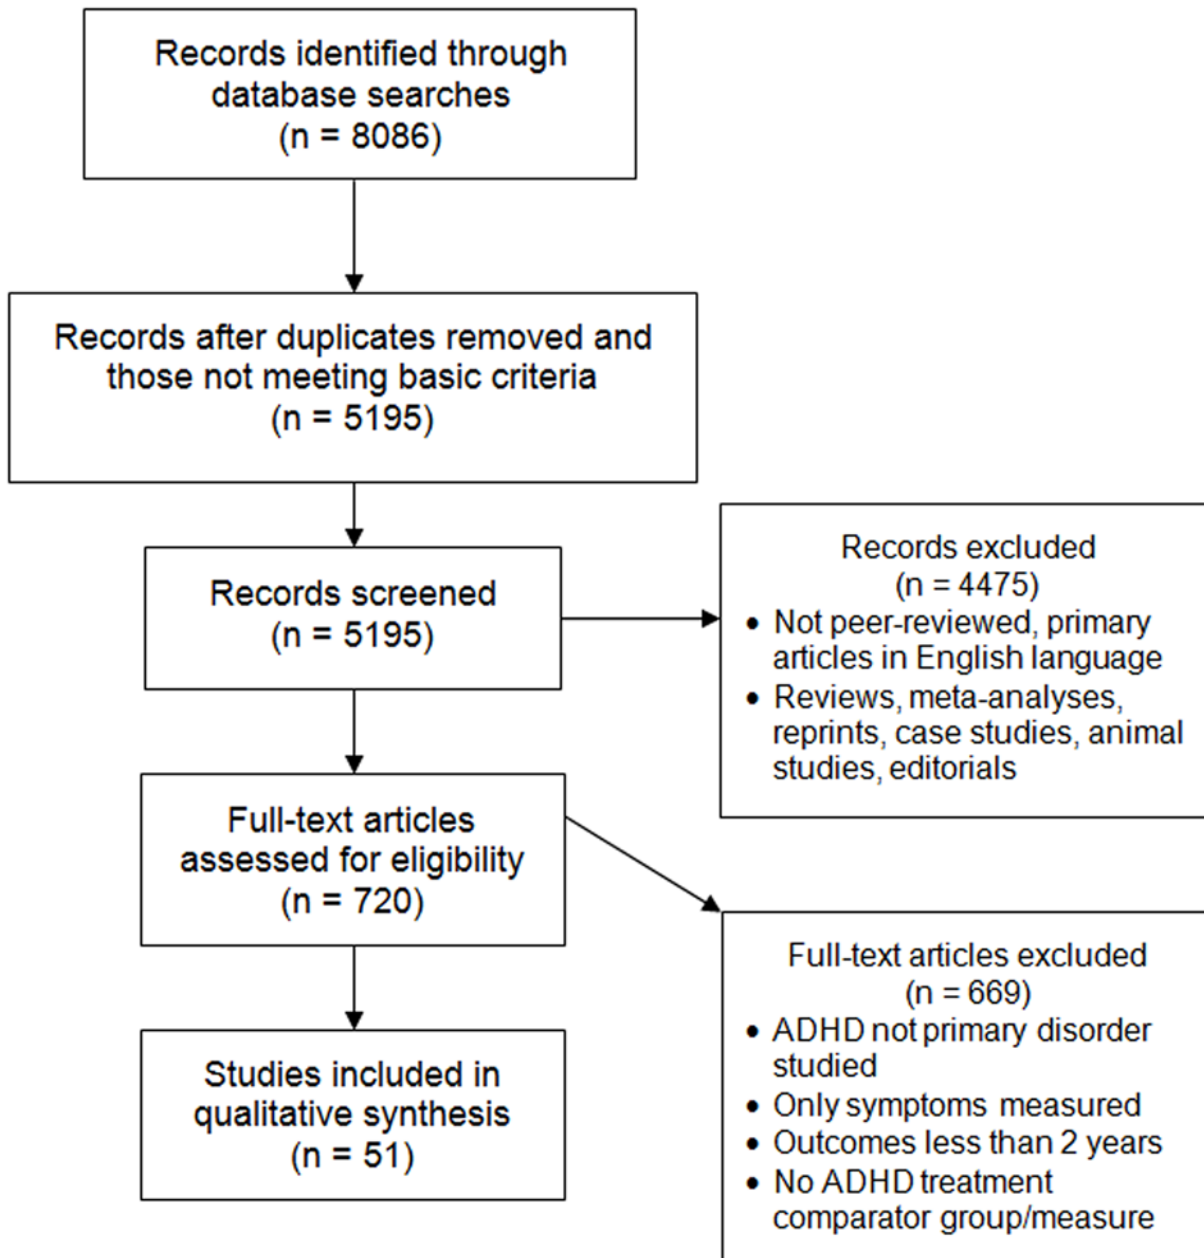 Records identified through
database searches
(n = 8086)
Records after duplicates removed and
those not meeting basic criteria
(n = 5195)
Records screened
(n = 5195)
Records excluded
(n = 4475)
• Not peer-reviewed, primary
articles in English language
• Reviews, meta-analyses,
reprints, case studies, animal
studies, editorials
Full-text articles
assessed for eligibility
(n = 720)
Full-text articles excluded
(n = 669)
• ADHD not primary disorder
studied
• Only symptoms measured
• Outcomes less than 2 years
• No ADHD treatment
comparator group/measure
Studies included in
qualitative synthesis
(n = 51)